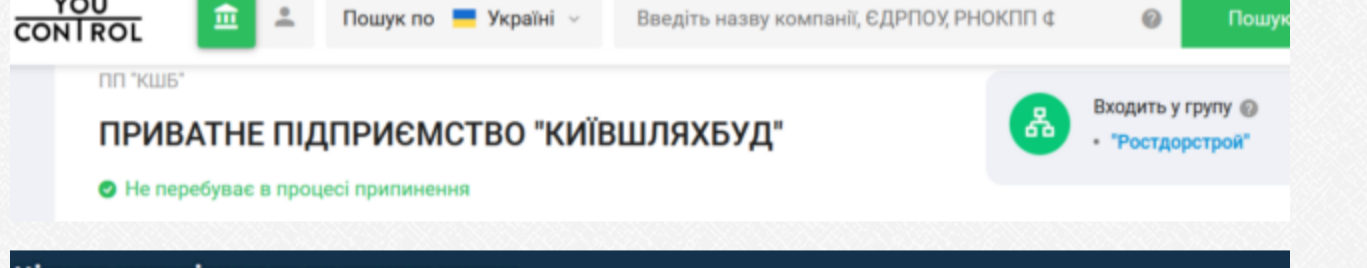 YOU
CONTROL
Пошук по Україні
Введіть назву компанії, ЄДРПОУ, РНОКПП
Пошук
ПП "КШБ"
ПРИВАТНЕ ПІДПРИЄМСТВО "КИЇВШЛЯХБУД"
Не перебуває в процесі припинення
Входить у групу
• "Ростдорстрой"